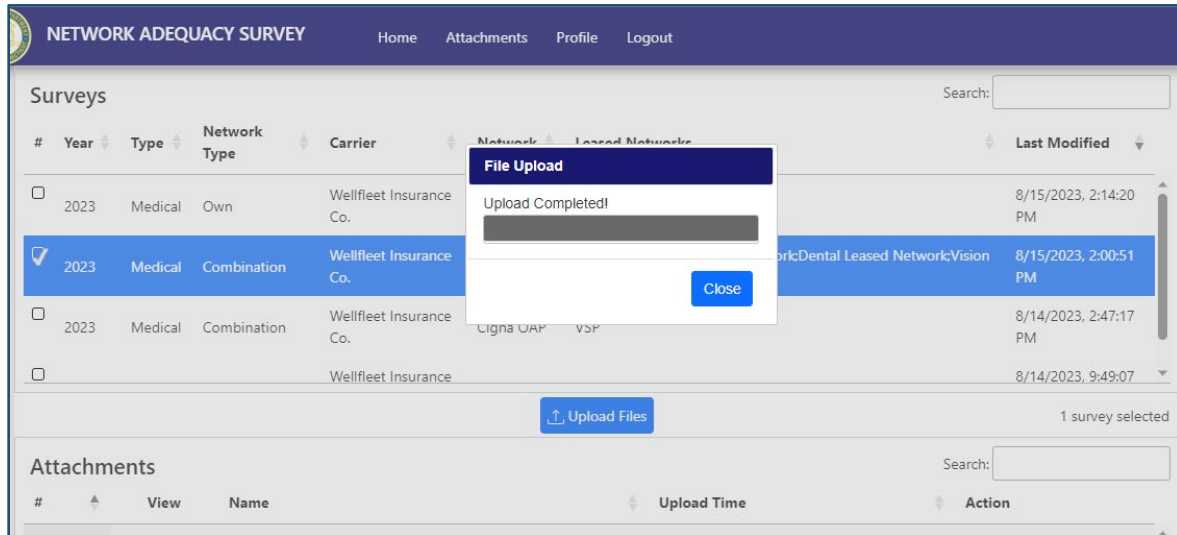 NETWORK ADEQUACY SURVEY Home Attachments Profile Logout
Surveys Search:
# Year Type Network Type Carrier Network Leased Networks Last Modified
2023 Medical Own Wellfleet Insurance Co. 8/15/2023, 2:14:20 PM
2023 Medical Combination Wellfleet Insurance Co. Dental Leased Network;Vision 8/15/2023, 2:00:51 PM
2023 Medical Combination Wellfleet Insurance Co. Cigna OAP VSP 8/14/2023, 2:47:17 PM
Wellfleet Insurance 8/14/2023, 9:49:07
File Upload
Upload Completed!
Close
Upload Files 1 survey selected
Attachments Search:
# View Name Upload Time Action